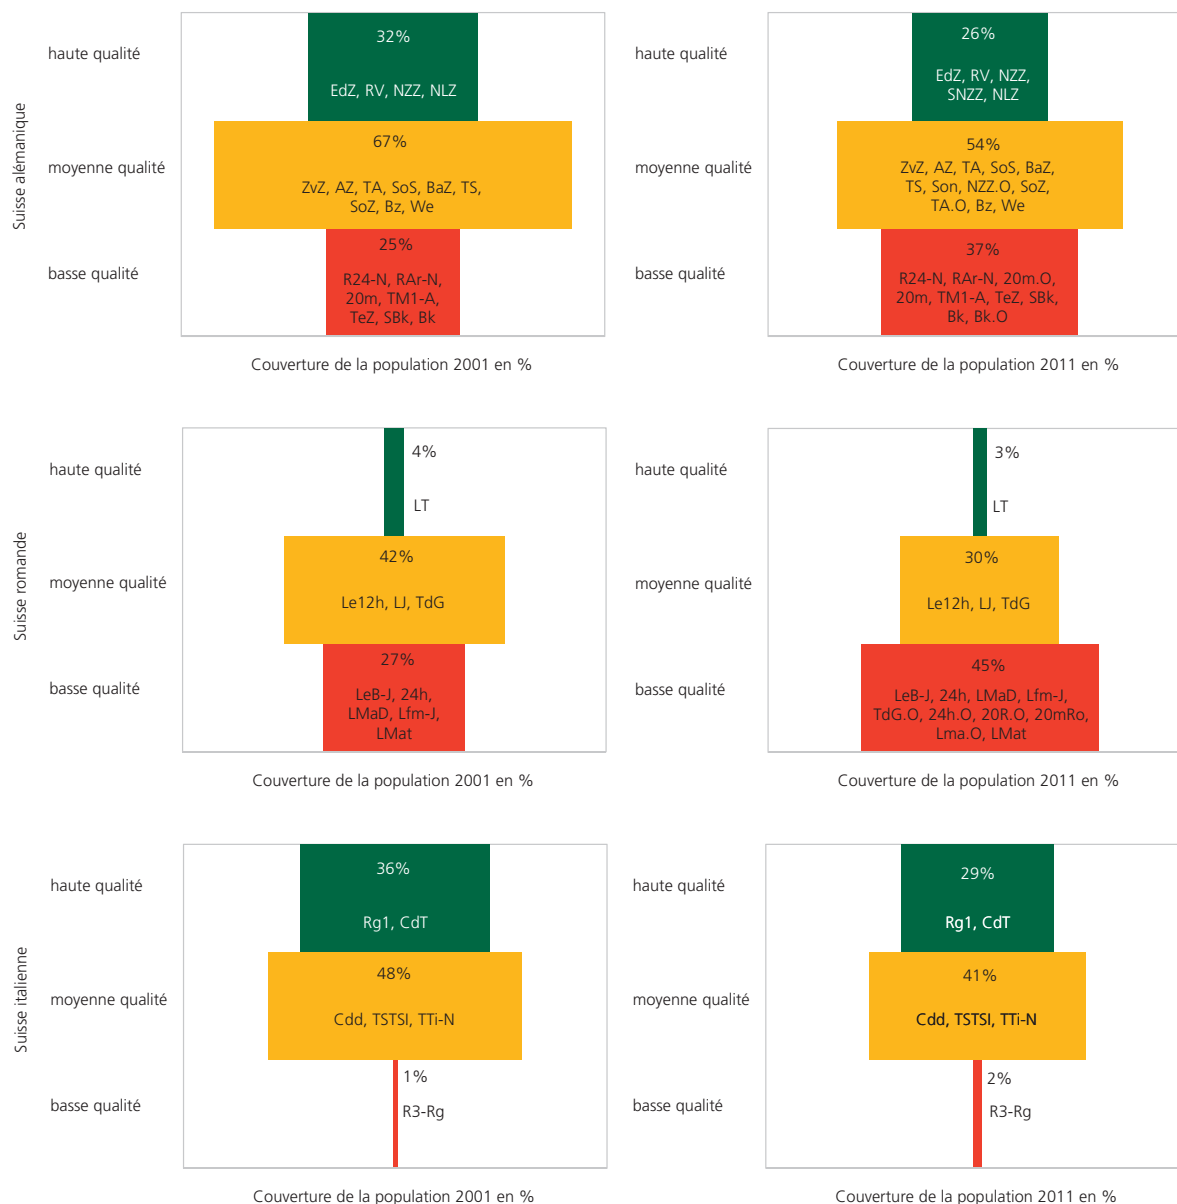 Suisse alémanique
haute qualité
32%
EdZ, RV, NZZ, NLZ
moyenne qualité
67%
ZvZ, AZ, TA, SoS, BaZ, TS,
SoZ, Bz, We
basse qualité
25%
R24-N, RAr-N,
20m, TM1-A,
TeZ, SBk, Bk
Couverture de la population 2001 en %
haute qualité
26%
EdZ, RV, NZZ,
SNZZ, NLZ
moyenne qualité
54%
ZvZ, AZ, TA, SoS, BaZ,
TS, Son, NZZ.O, SoZ,
TA.O, Bz, We
basse qualité
37%
R24-N, RAr-N, 20m.O,
20m, TM1-A, TeZ, SBk,
Bk, Bk.O
Couverture de la population 2011 en %
Suisse romande
haute qualité
4%
LT
moyenne qualité
42%
Le12h, LJ, TdG
basse qualité
27%
LeB-J, 24h,
LMaD, Lfm-J,
LMat
Couverture de la population 2001 en %
haute qualité
3%
LT
moyenne qualité
30%
Le12h, LJ, TdG
basse qualité
45%
LeB-J, 24h, LMaD, Lfm-J,
TdG.O, 24h.O, 20R.O, 20mRo,
Lma.O, LMat
Couverture de la population 2011 en %
Suisse italienne
haute qualité
36%
Rg1, CdT
moyenne qualité
48%
Cdd, TSTSI, TTi-N
basse qualité
1%
R3-Rg
Couverture de la population 2001 en %
haute qualité
29%
Rg1, CdT
moyenne qualité
41%
Cdd, TSTSI, TTi-N
basse qualité
2%
R3-Rg
Couverture de la population 2011 en %